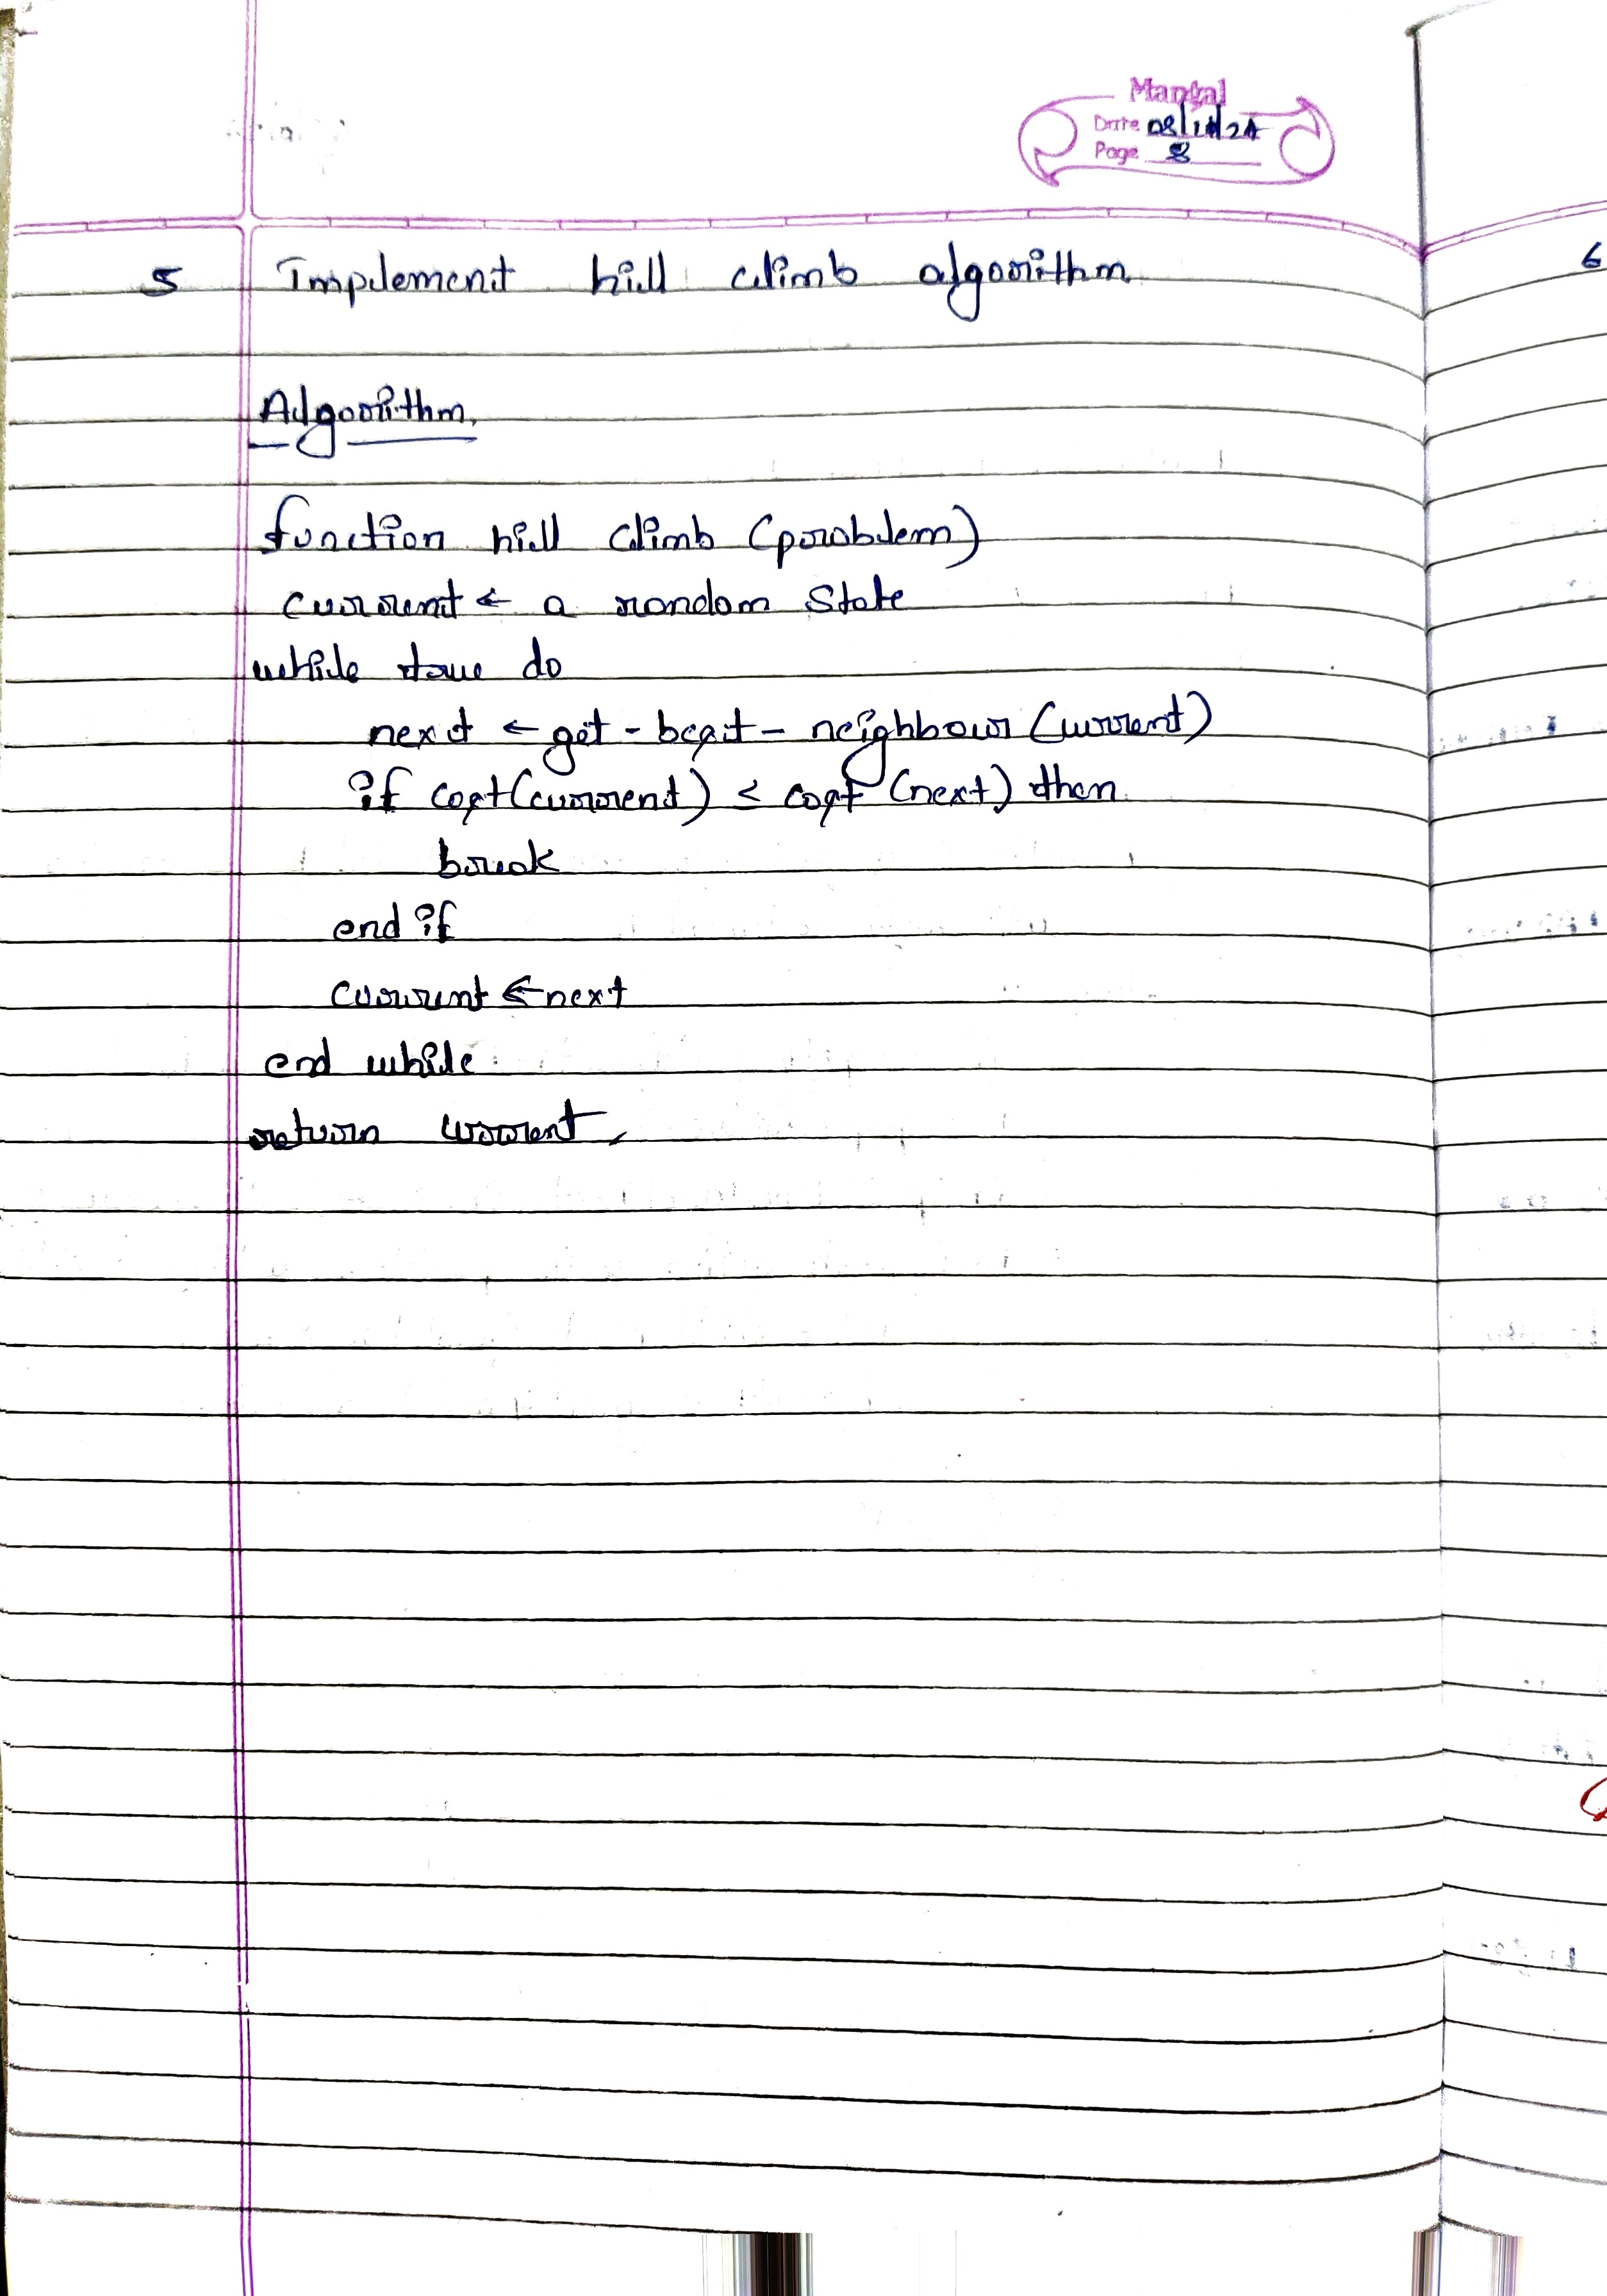 Mangal
Date 08/11/24
Page 8
5 Implement hill climb algorithm
6
Algorithm.
function hill climb (problem)
current ← a random state
while true do
next ← get - best - neighbour (current)
if cost(current) ≤ cost (next) then
break
end if
current ← next
end while
return current